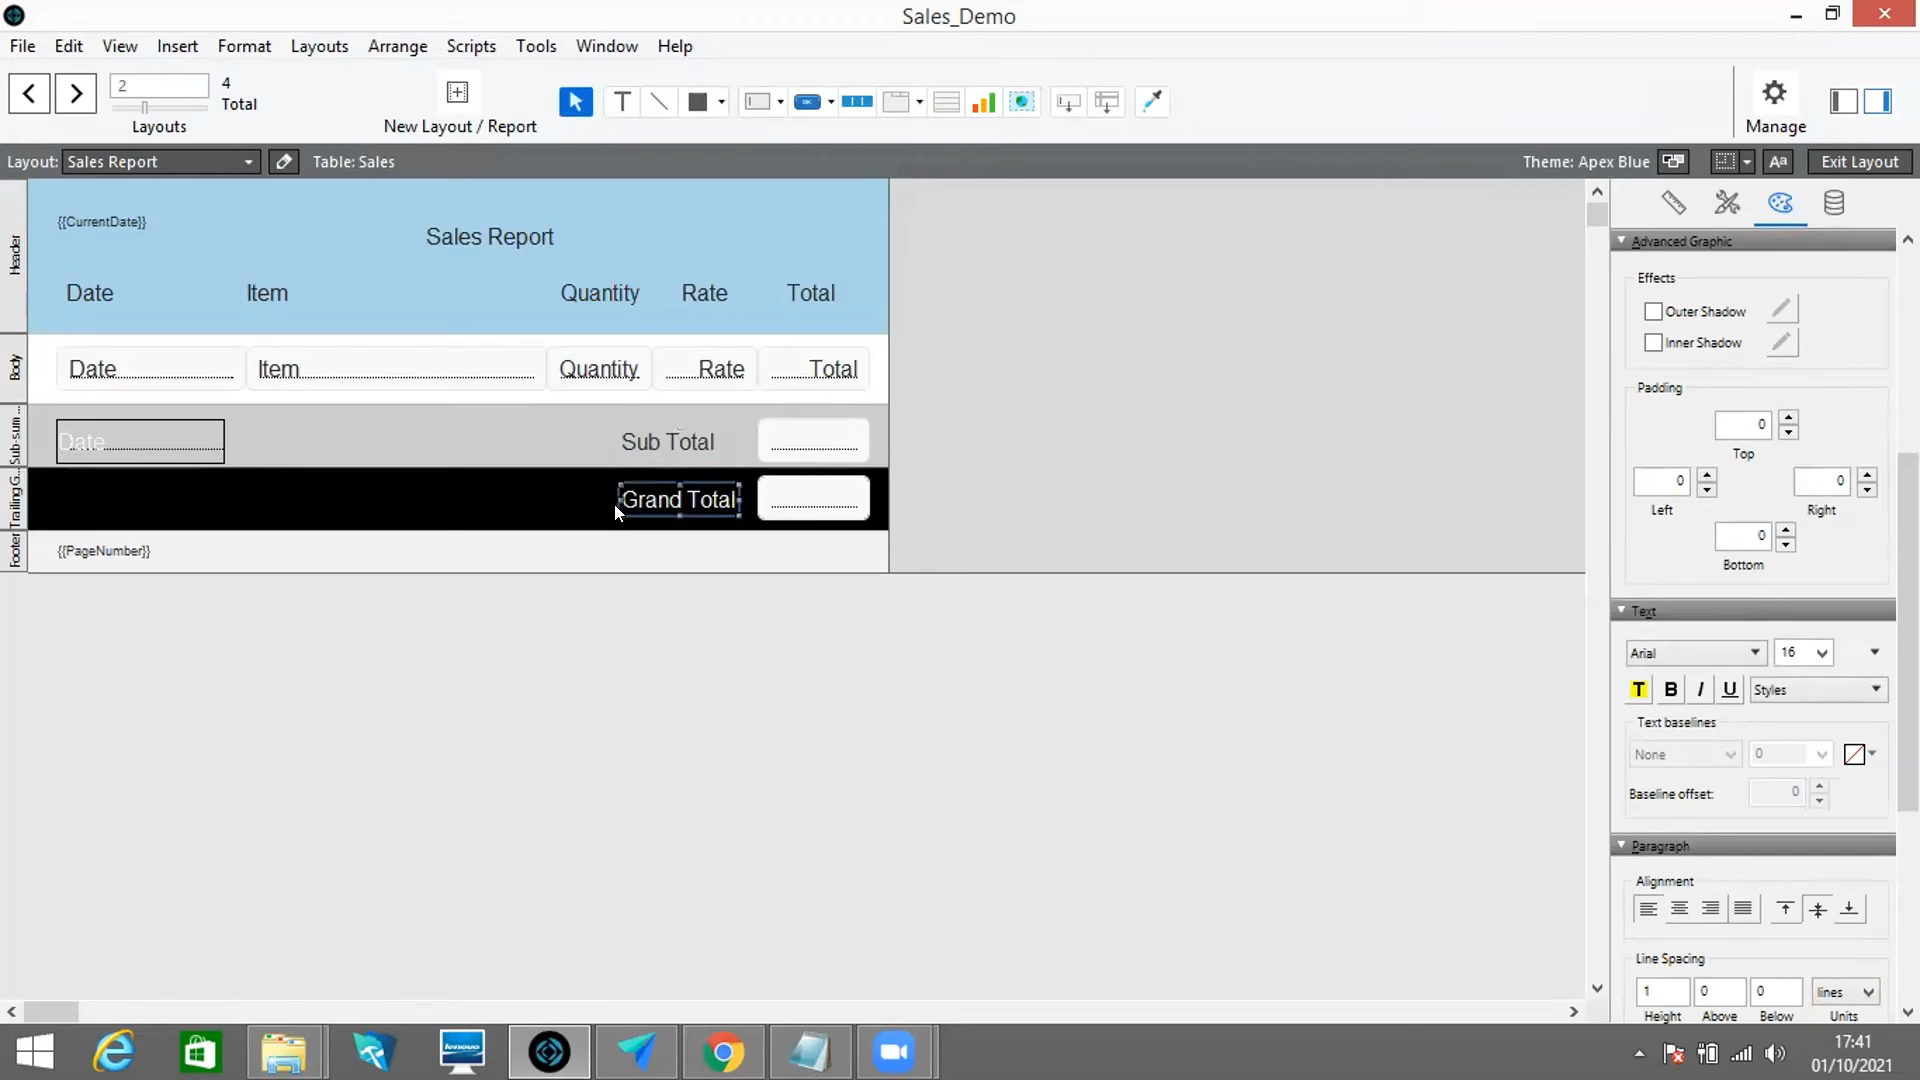 Sales_Demo
File Edit View Insert Format Layouts Arrange Scripts Tools Window Help
2
4
Total
Layouts
New Layout / Report
Manage
Layout: Sales Report
Table: Sales
Theme: Apex Blue
Aa
Exit Layout
Header
{{CurrentDate}}
Sales Report
Date Item Quantity Rate Total
Body
Date Item Quantity Rate Total
Sub-sum...
Date
Sub Total
Trailing G...
Grand Total
Footer
{{PageNumber}}
Advanced Graphic
Effects
Outer Shadow
Inner Shadow
Padding
0
Top
0
0
Left
Right
0
Bottom
Text
Arial
16
T B I U Styles
Text baselines
None
0
Baseline offset:
0
Paragraph
Alignment
Line Spacing
1 0 0 lines
Height Above Below Units
lenovo
17:41
01/10/2021